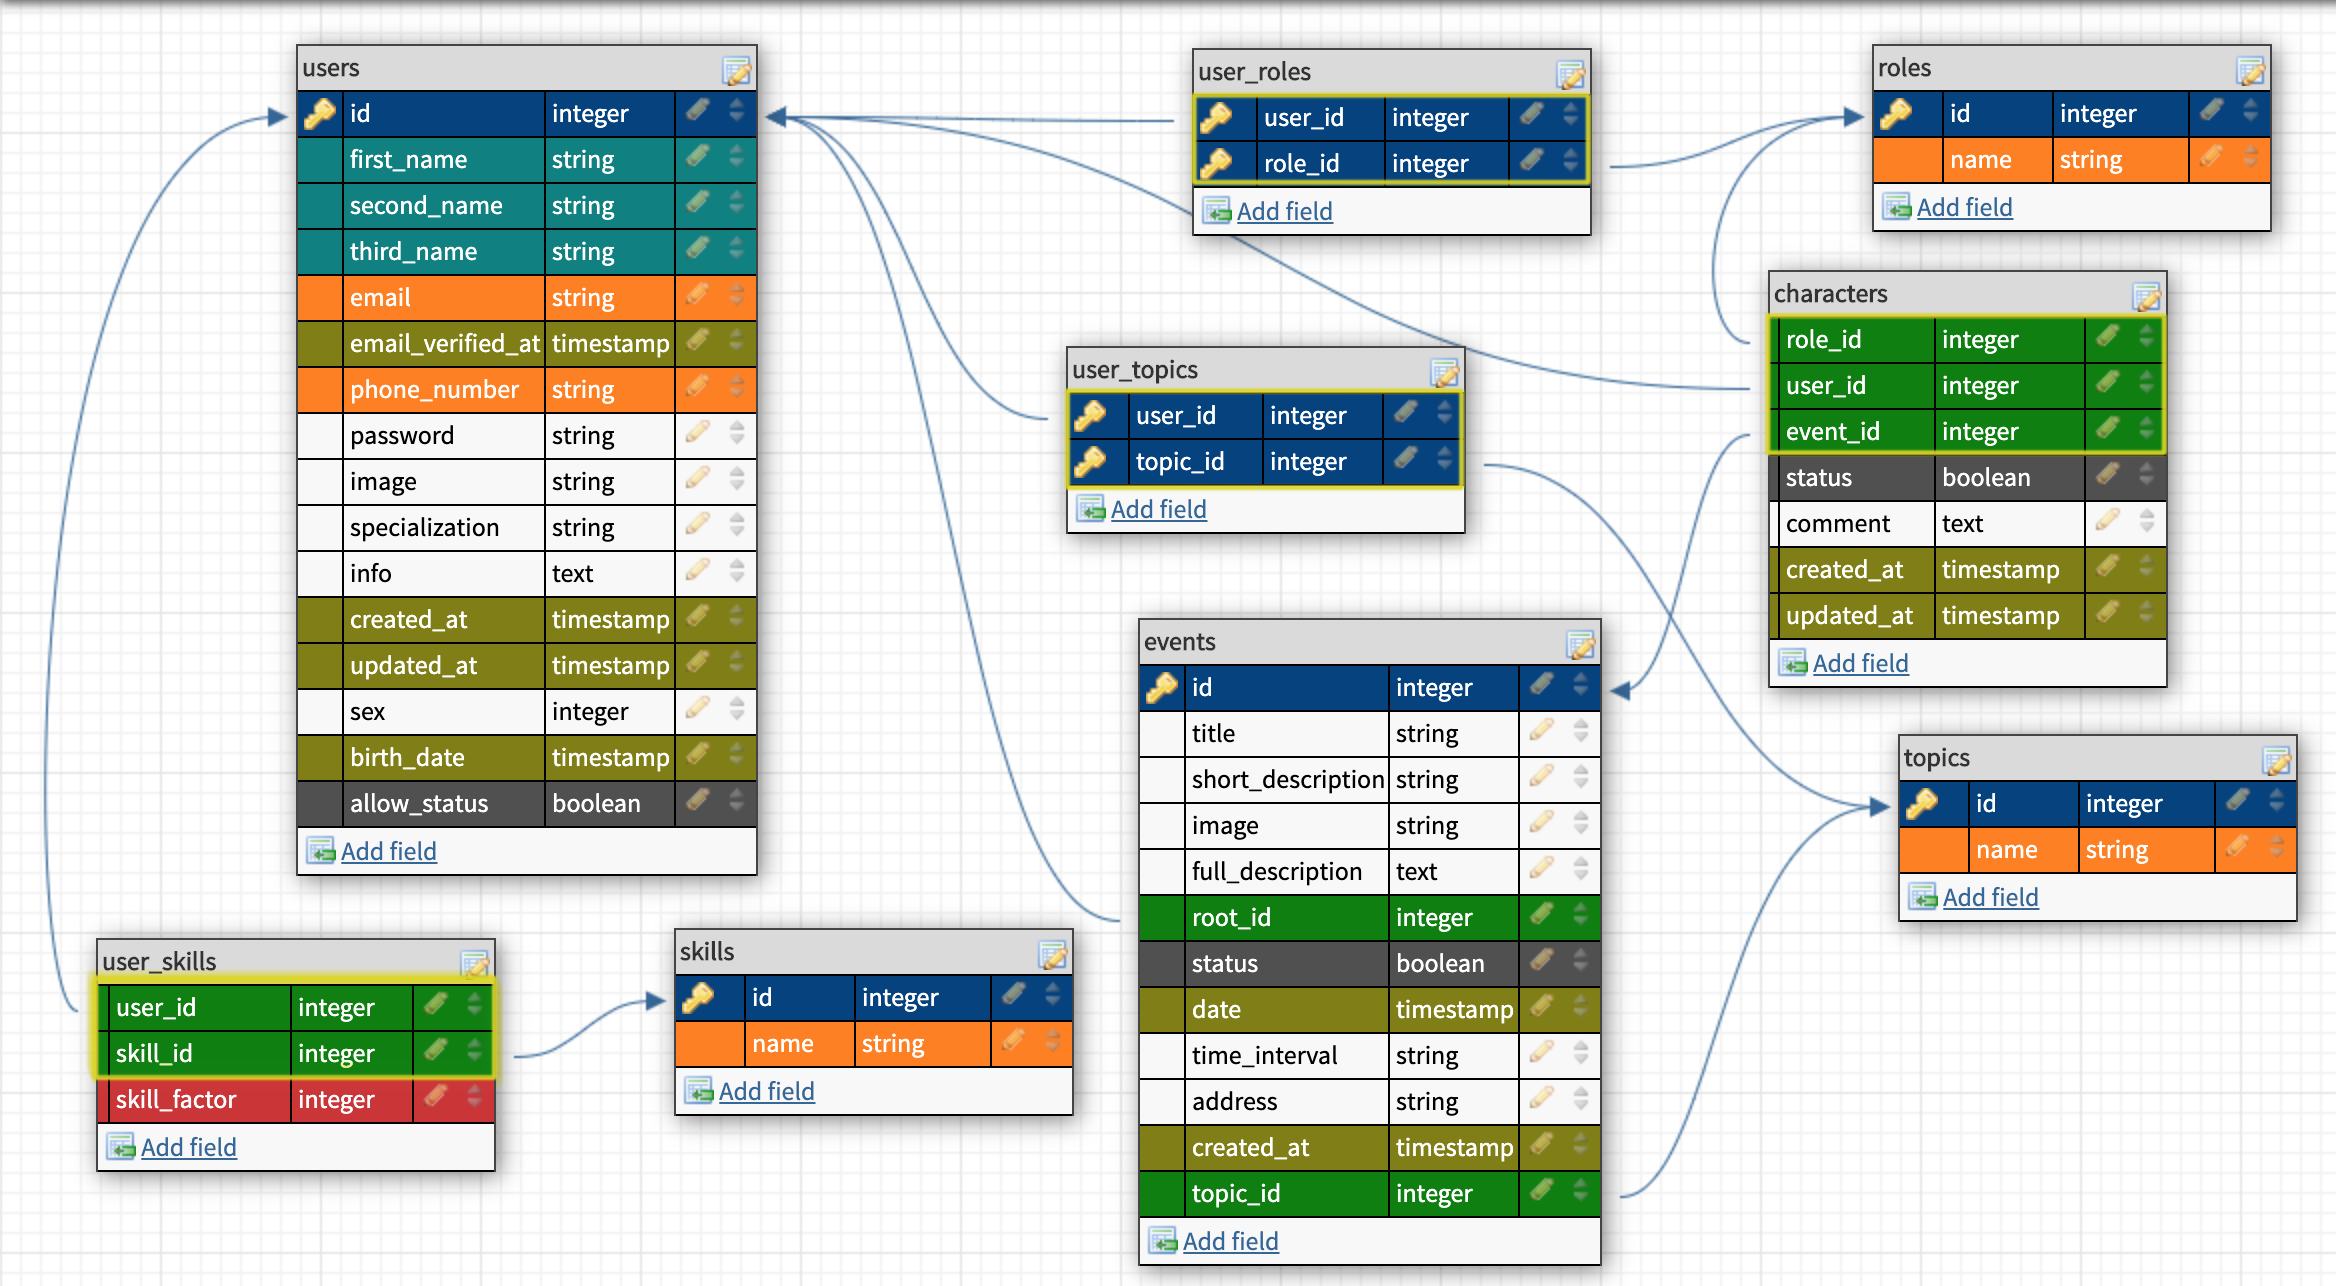 users
id integer
first_name string
second_name string
third_name string
email string
email_verified_at timestamp
phone_number string
password string
image string
specialization string
info text
created_at timestamp
updated_at timestamp
sex integer
birth_date timestamp
allow_status boolean
Add field
user_roles
user_id integer
role_id integer
Add field
roles
id integer
name string
Add field
characters
role_id integer
user_id integer
event_id integer
status boolean
comment text
created_at timestamp
updated_at timestamp
Add field
user_topics
user_id integer
topic_id integer
Add field
events
id integer
title string
short_description string
image string
full_description text
root_id integer
status boolean
date timestamp
time_interval string
address string
created_at timestamp
topic_id integer
Add field
topics
id integer
name string
Add field
user_skills
user_id integer
skill_id integer
skill_factor integer
Add field
skills
id integer
name string
Add field